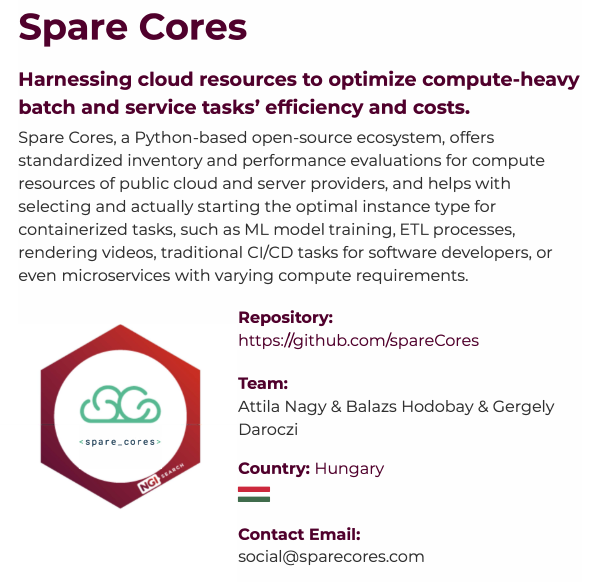 Spare Cores
Harnessing cloud resources to optimize compute-heavy
batch and service tasks’ efficiency and costs.
Spare Cores, a Python-based open-source ecosystem, offers
standardized inventory and performance evaluations for compute
resources of public cloud and server providers, and helps with
selecting and actually starting the optimal instance type for
containerized tasks, such as ML model training, ETL processes,
rendering videos, traditional CI/CD tasks for software developers, or
even microservices with varying compute requirements.
<spare_cores>
NGI SEARCH
Repository:
https://github.com/spareCores
Team:
Attila Nagy & Balazs Hodobay & Gergely
Daroczi
Country: Hungary
Contact Email:
social@sparecores.com